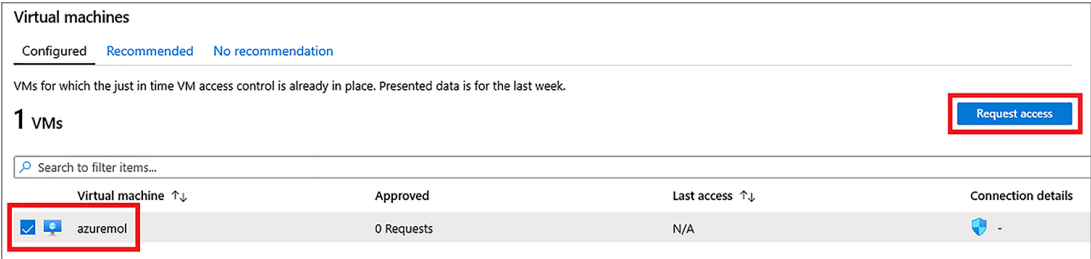 Virtual machines
Configured Recommended No recommendation
VMs for which the just in time VM access control is already in place. Presented data is for the last week.
1 VMs
Request access
Search to filter items...
Virtual machine ↑↓ Approved Last access ↑↓ Connection details
azuremol 0 Requests N/A -